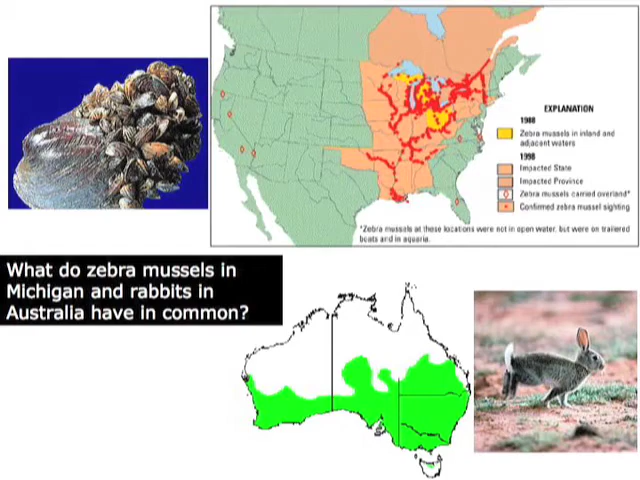 EXPLANATION
1988
Zebra mussels in inland and
adjacent waters
1998
Impacted State
Impacted Province
Zebra mussels carried overland*
Confirmed zebra mussel sighting
*Zebra mussels at these locations were not in open water, but were on trailered
boats and in aquaria.
What do zebra mussels in
Michigan and rabbits in
Australia have in common?